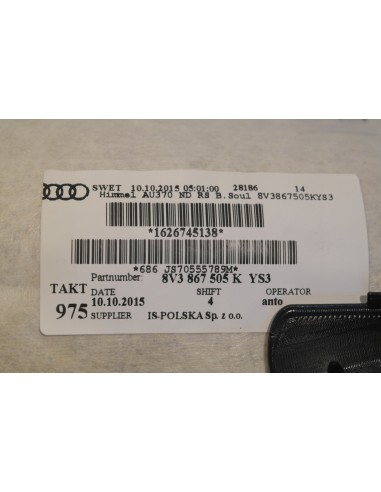 SWET 10.10.2015 05:01:00 28186 14
Himmel AU370 ND RS B.Soul 8V3867505KYS3
*1626745138*
*686 JS70555789M*
Partnumber: 8V3 867 505 K YS3
TAKT DATE SHIFT OPERATOR
10.10.2015 4 anto
975 SUPPLIER IS-POLSKA Sp. z o.o.